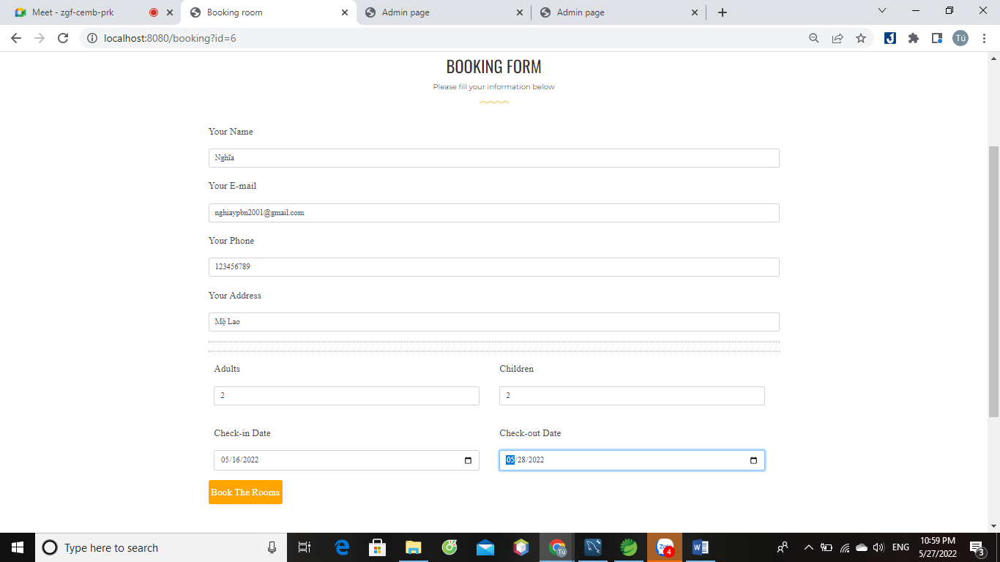 Meet - zgf-cemb-prk
Booking room
Admin page
Admin page
localhost:8080/booking?id=6
Tú
BOOKING FORM
Please fill your information below
Your Name
Nghĩa
Your E-mail
nghiaypbn2001@gmail.com
Your Phone
123456789
Your Address
Mộ Lao
Adults
Children
2
2
Check-in Date
Check-out Date
05/16/2022
05/28/2022
Book The Rooms
Type here to search
Tú
4
ENG
10:59 PM
5/27/2022
3